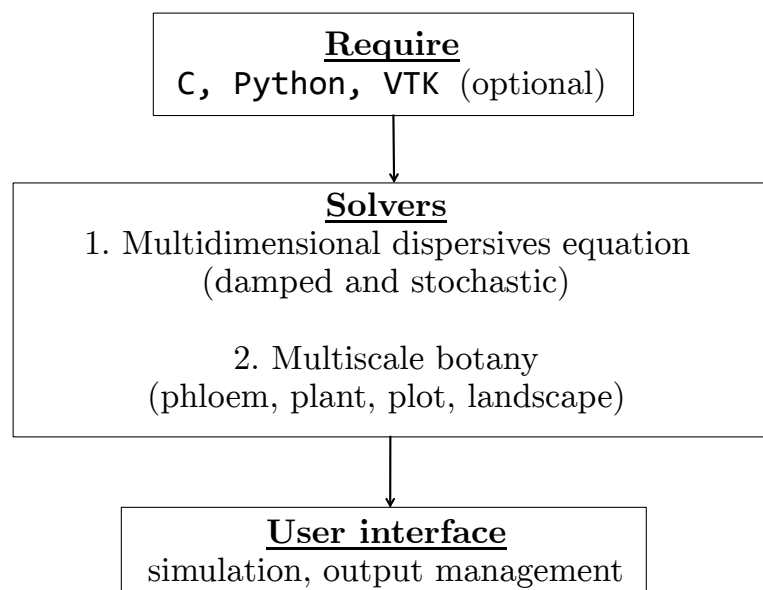 Require
C, Python, VTK (optional)
Solvers
1. Multidimensional dispersives equation
(damped and stochastic)
2. Multiscale botany
(phloem, plant, plot, landscape)
User interface
simulation, output management